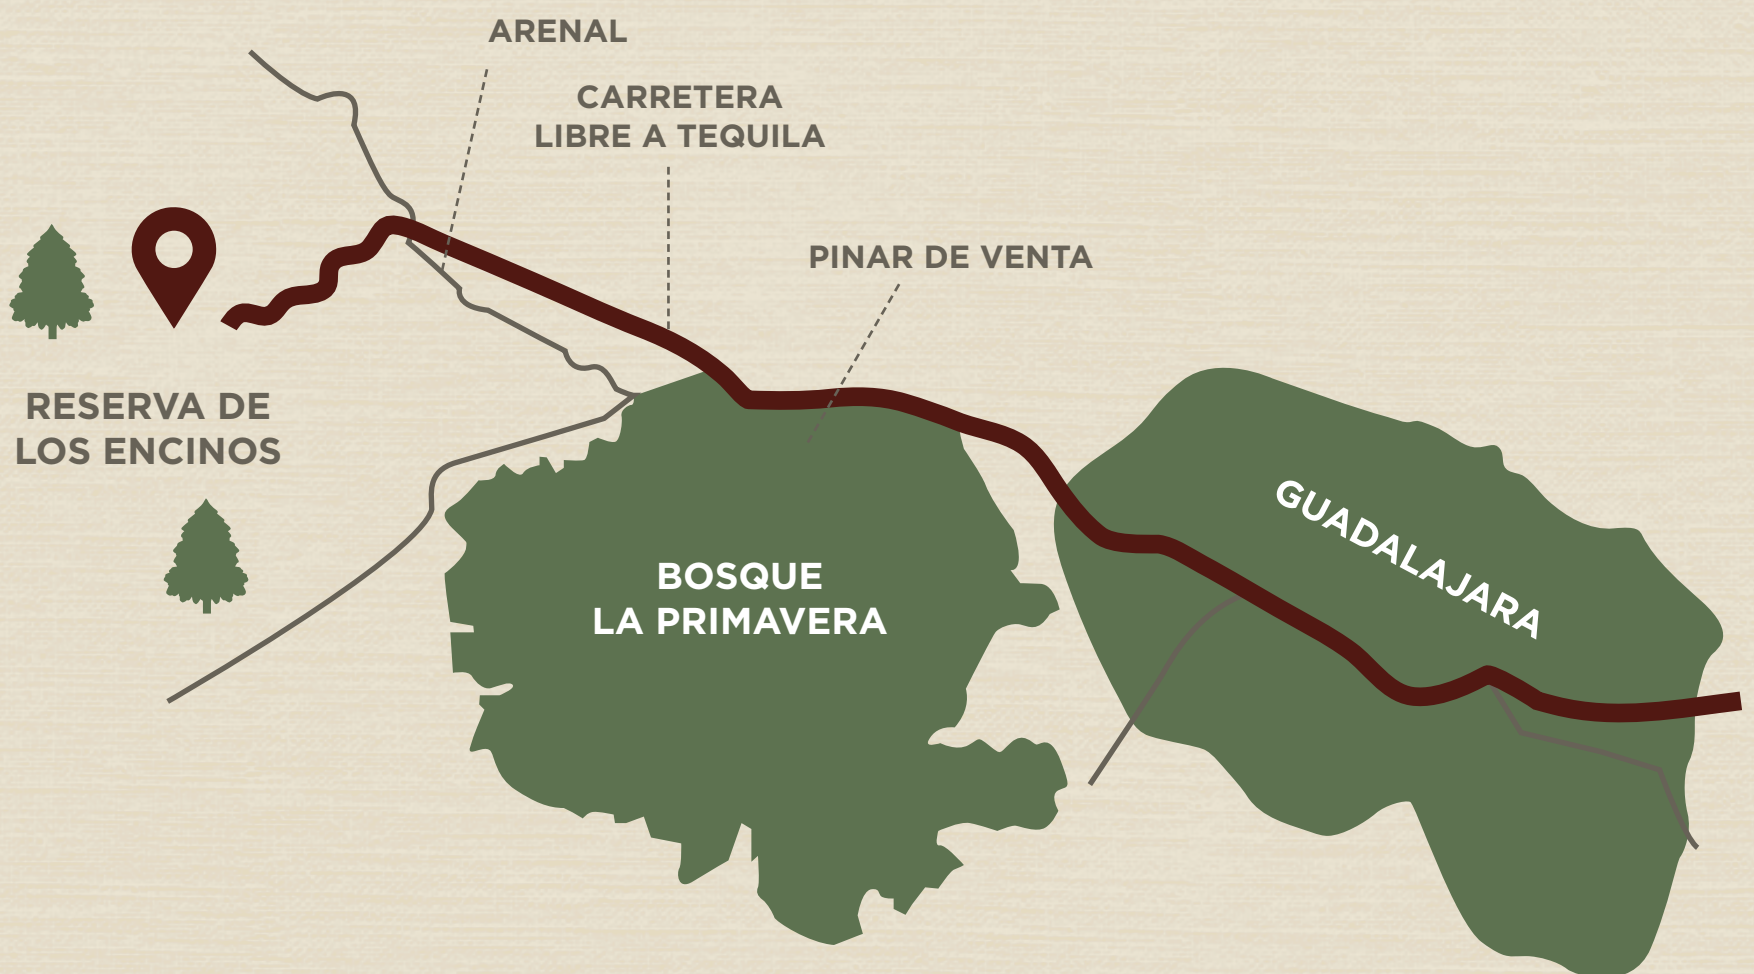 ARENAL
CARRETERA
LIBRE A TEQUILA
PINAR DE VENTA
RESERVA DE
LOS ENCINOS
GUADALAJARA
BOSQUE
LA PRIMAVERA